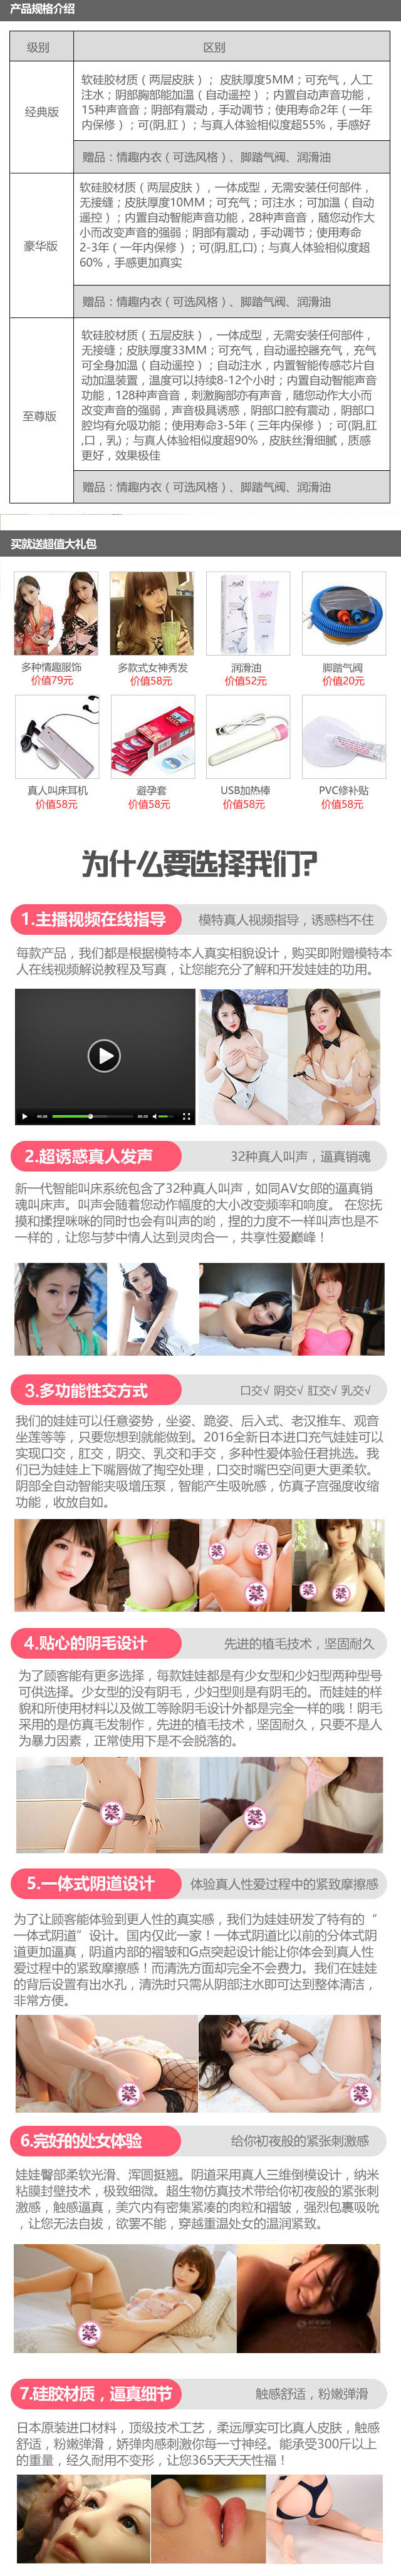 产品规格介绍
级别
区别
经典版
软硅胶材质（两层皮肤）； 皮肤厚度5MM；可充气，人工
注水；阴部胸部能加温（自动遥控）；内置自动声音功能，
15种声音音；阴部有震动，手动调节；使用寿命2年（一年
内保修）；可(阴,肛)；与真人体验相似度超55%，手感好
赠品：情趣内衣（可选风格）、脚踏气阀、润滑油
豪华版
软硅胶材质（两层皮肤），一体成型，无需安装任何部件，
无接缝；皮肤厚度10MM；可充气；可注水；可加温（自动
遥控）；内置自动智能声音功能，28种声音音，随您动作大
小而改变声音的强弱；阴部有震动，手动调节；使用寿命
2-3年（一年内保修）；可(阴,肛,口)；与真人体验相似度超
60%，手感更加真实
赠品：情趣内衣（可选风格）、脚踏气阀、润滑油
至尊版
软硅胶材质（五层皮肤），一体成型，无需安装任何部件，
无接缝；皮肤厚度33MM；可充气，自动遥控器充气，充气
可全身加温（自动遥控）；自动注水，内置智能传感芯片自
动加温装置，温度可以持续8-12个小时；内置自动智能声音
功能，128种声音音，刺激胸部亦有声音，随您动作大小而
改变声音的强弱，声音极具诱惑，阴部口腔有震动，阴部口
腔均有允吸功能；使用寿命3-5年（三年内保修）；可(阴,肛
,口，乳)；与真人体验相似度超90%，皮肤丝滑细腻，质感
更好，效果极佳
赠品：情趣内衣（可选风格）、脚踏气阀、润滑油
买就送超值大礼包
多种情趣服饰
价值79元
多款式女神秀发
价值58元
润滑油
价值52元
脚踏气阀
价值20元
真人叫床耳机
价值58元
避孕套
价值58元
USB加热棒
价值58元
PVC修补贴
价值58元
为什么要选择我们?
1.主播视频在线指导
模特真人视频指导，诱惑档不住
每款产品，我们都是根据模特本人真实相貌设计，购买即附赠模特本
人在线视频解说教程及写真，让您能充分了解和开发娃娃的功用。
2.超诱惑真人发声
32种真人叫声，逼真销魂
新一代智能叫床系统包含了32种真人叫声，如同AV女郎的逼真销
魂叫床声。叫声会随着您动作幅度的大小改变频率和响度。 在您抚
摸和揉捏咪咪的同时也会有叫声的哟，捏的力度不一样叫声也是不
一样的，让您与梦中情人达到灵肉合一，共享性爱巅峰！
3.多功能性交方式
口交√ 阴交√ 肛交√ 乳交√
我们的娃娃可以任意姿势，坐姿、跪姿、后入式、老汉推车、观音
坐莲等等，只要您想到就能做到。2016全新日本进口充气娃娃可以
实现口交，肛交，阴交、乳交和手交，多种性爱体验任君挑选。我
们已为娃娃上下嘴唇做了掏空处理，口交时嘴巴空间更大更柔软。
阴部全自动智能夹吸增压泵，智能产生吸吮感，仿真子宫强度收缩
功能，收放自如。
禁
禁
禁
禁
禁
4.贴心的阴毛设计
先进的植毛技术，坚固耐久
为了顾客能有更多选择，每款娃娃都是有少女型和少妇型两种型号
可供选择。少女型的没有阴毛，少妇型则是有阴毛的。而娃娃的样
貌和所使用材料以及做工等除阴毛设计外都是完全一样的哦！阴毛
采用的是仿真毛发制作，先进的植毛技术，坚固耐久，只要不是人
为暴力因素，正常使用下是不会脱落的。
禁
禁
5.一体式阴道设计
体验真人性爱过程中的紧致摩擦感
为了让顾客能体验到更人性的真实感，我们为娃娃研发了特有的“
一体式阴道”设计。国内仅此一家！一体式阴道比以前的分体式阴
道更加逼真，阴道内部的褶皱和G点突起设计能让你体会到真人性
爱过程中的紧致摩擦感！而清洗方面却完全不会费力。我们在娃娃
的背后设置有出水孔，清洗时只需从阴部注水即可达到整体清洁，
非常方便。
禁
禁
6.完好的处女体验
给你初夜般的紧张刺激感
娃娃臀部柔软光滑、浑圆挺翘。阴道采用真人三维倒模设计，纳米
粘膜封壁技术，极致细微。超生物仿真技术带给你初夜般的紧张刺
激感，触感逼真，美穴内有密集紧凑的肉粒和褶皱，强烈包裹吸吮
，让您无法自拔，欲罢不能，穿越重温处女的温润紧致。
禁
7.硅胶材质，逼真细节
触感舒适，粉嫩弹滑
日本原装进口材料，顶级技术工艺，柔远厚实可比真人皮肤，触感
舒适，粉嫩弹滑，娇弹肉感刺激你每一寸神经。能承受300斤以上
的重量，经久耐用不变形，让您365天天天性福！